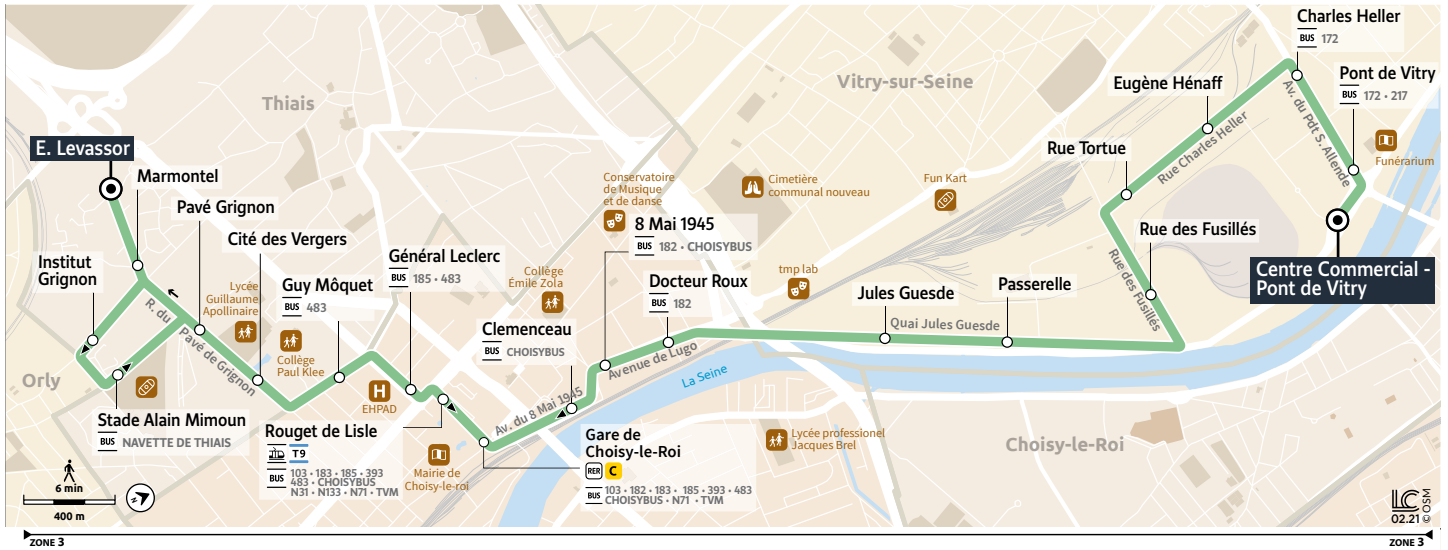 Charles Heller
BUS 172
Pont de Vitry
BUS 172 • 217
Eugène Hénaff
Vitry-sur-Seine
Thiais
Av. du Pdt S. Allende
Rue Charles Heller
Funérarium
E. Levassor
Marmontel
Rue Tortue
Conservatoire
de Musique
et de danse
Cimetière
communal nouveau
Fun Kart
Pavé Grignon
8 Mai 1945
BUS 182 • CHOISYBUS
Rue des Fusillés
Cité des Vergers
Général Leclerc
BUS 185 • 483
Institut
Grignon
Collège
Émile Zola
tmp lab
Rue des Fusillés
Centre Commercial -
Pont de Vitry
Lycée
Guillaume
Apollinaire
Guy Môquet
BUS 483
Docteur Roux
BUS 182
Jules Guesde
Passerelle
R. du Pavé de Grignon
Clemenceau
BUS CHOISYBUS
Quai Jules Guesde
Avenue de Lugo
Collège
Paul Klee
La Seine
Orly
EHPAD
H
Av. du 8 Mai 1945
Stade Alain Mimoun
BUS NAVETTE DE THIAIS
Rouget de Lisle
T9
BUS 103 • 183 • 185 • 393
483 • CHOISYBUS
N31 • N133 • N71 • TVM
Mairie de
Choisy-le-roi
Gare de
Choisy-le-Roi
RER C
BUS 103 • 182 • 183 • 185 • 393 • 483
CHOISYBUS • N71 • TVM
Lycée professionel
Jacques Brel
Choisy-le-Roi
6 min
400 m
LC
02.21 © OSM
ZONE 3
ZONE 3